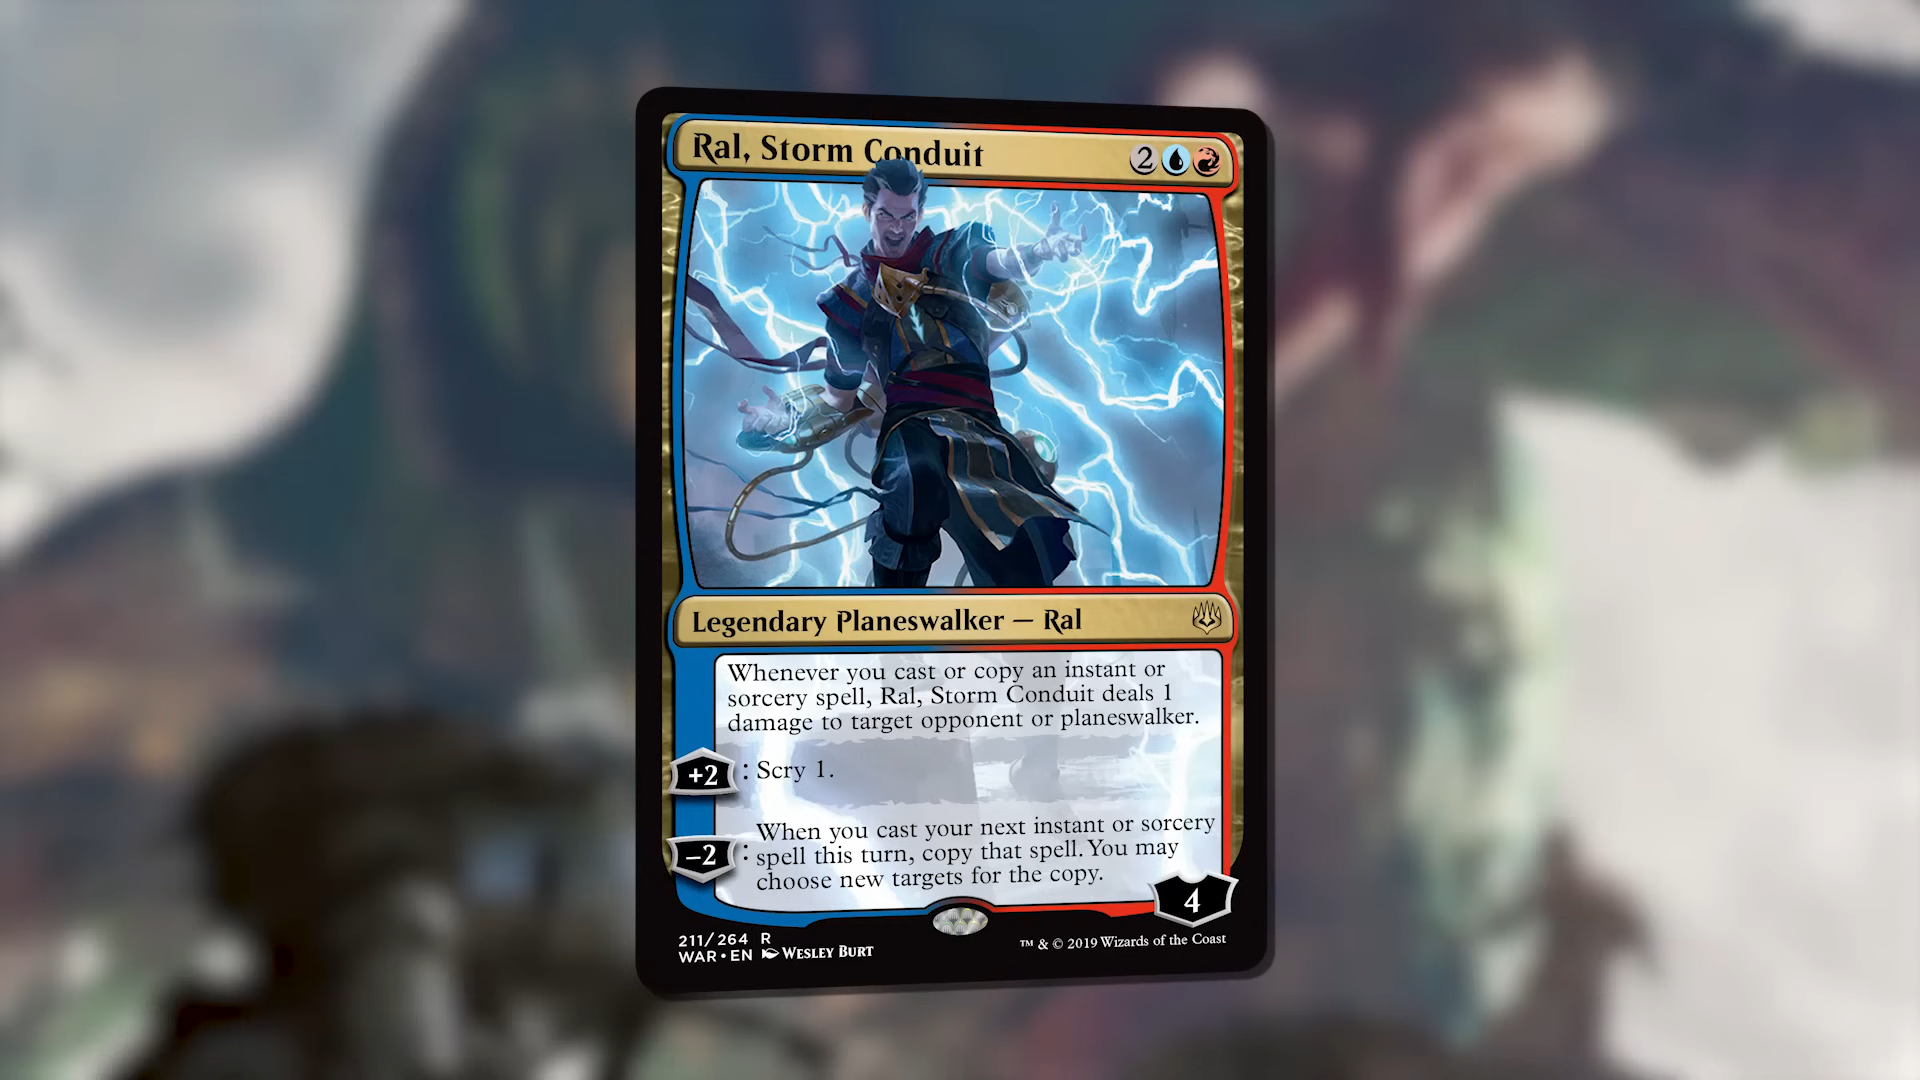 Ral, Storm Conduit 2
Legendary Planeswalker — Ral
Whenever you cast or copy an instant or
sorcery spell, Ral, Storm Conduit deals 1
damage to target opponent or planeswalker.
+2 : Scry 1.
When you cast your next instant or sorcery
−2 : spell this turn, copy that spell. You may
choose new targets for the copy.
4
211/264 R
WAR • EN Wesley Burt
™ & © 2019 Wizards of the Coast